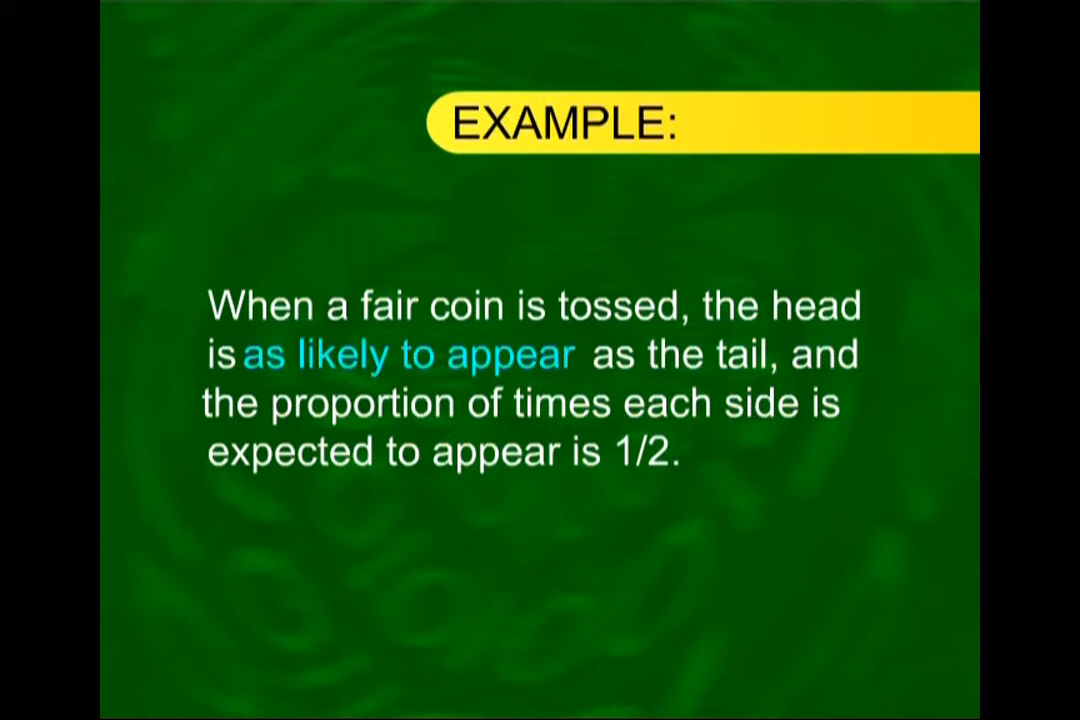 EXAMPLE:
When a fair coin is tossed, the head
is as likely to appear as the tail, and
the proportion of times each side is
expected to appear is 1/2.